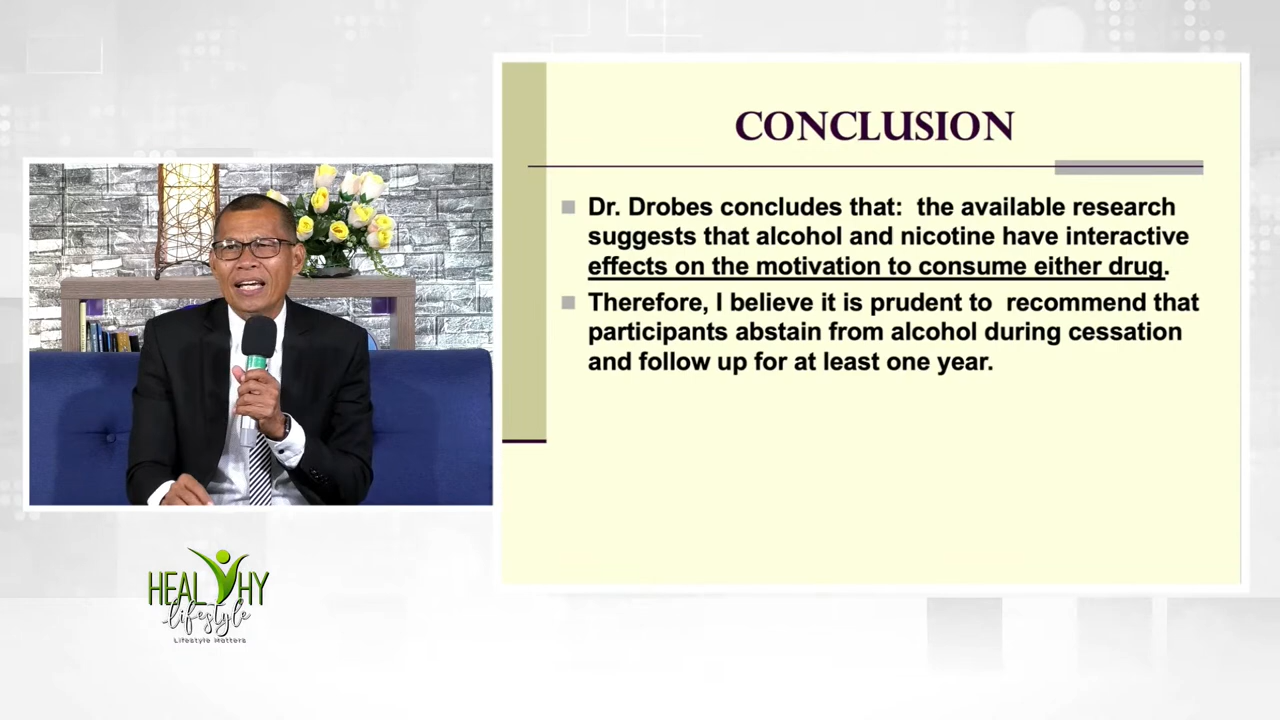 CONCLUSION
Dr. Drobes concludes that: the available research
suggests that alcohol and nicotine have interactive
effects on the motivation to consume either drug.
Therefore, I believe it is prudent to recommend that
participants abstain from alcohol during cessation
and follow up for at least one year.
HEALTHY
lifestyle
Lifestyle Matters